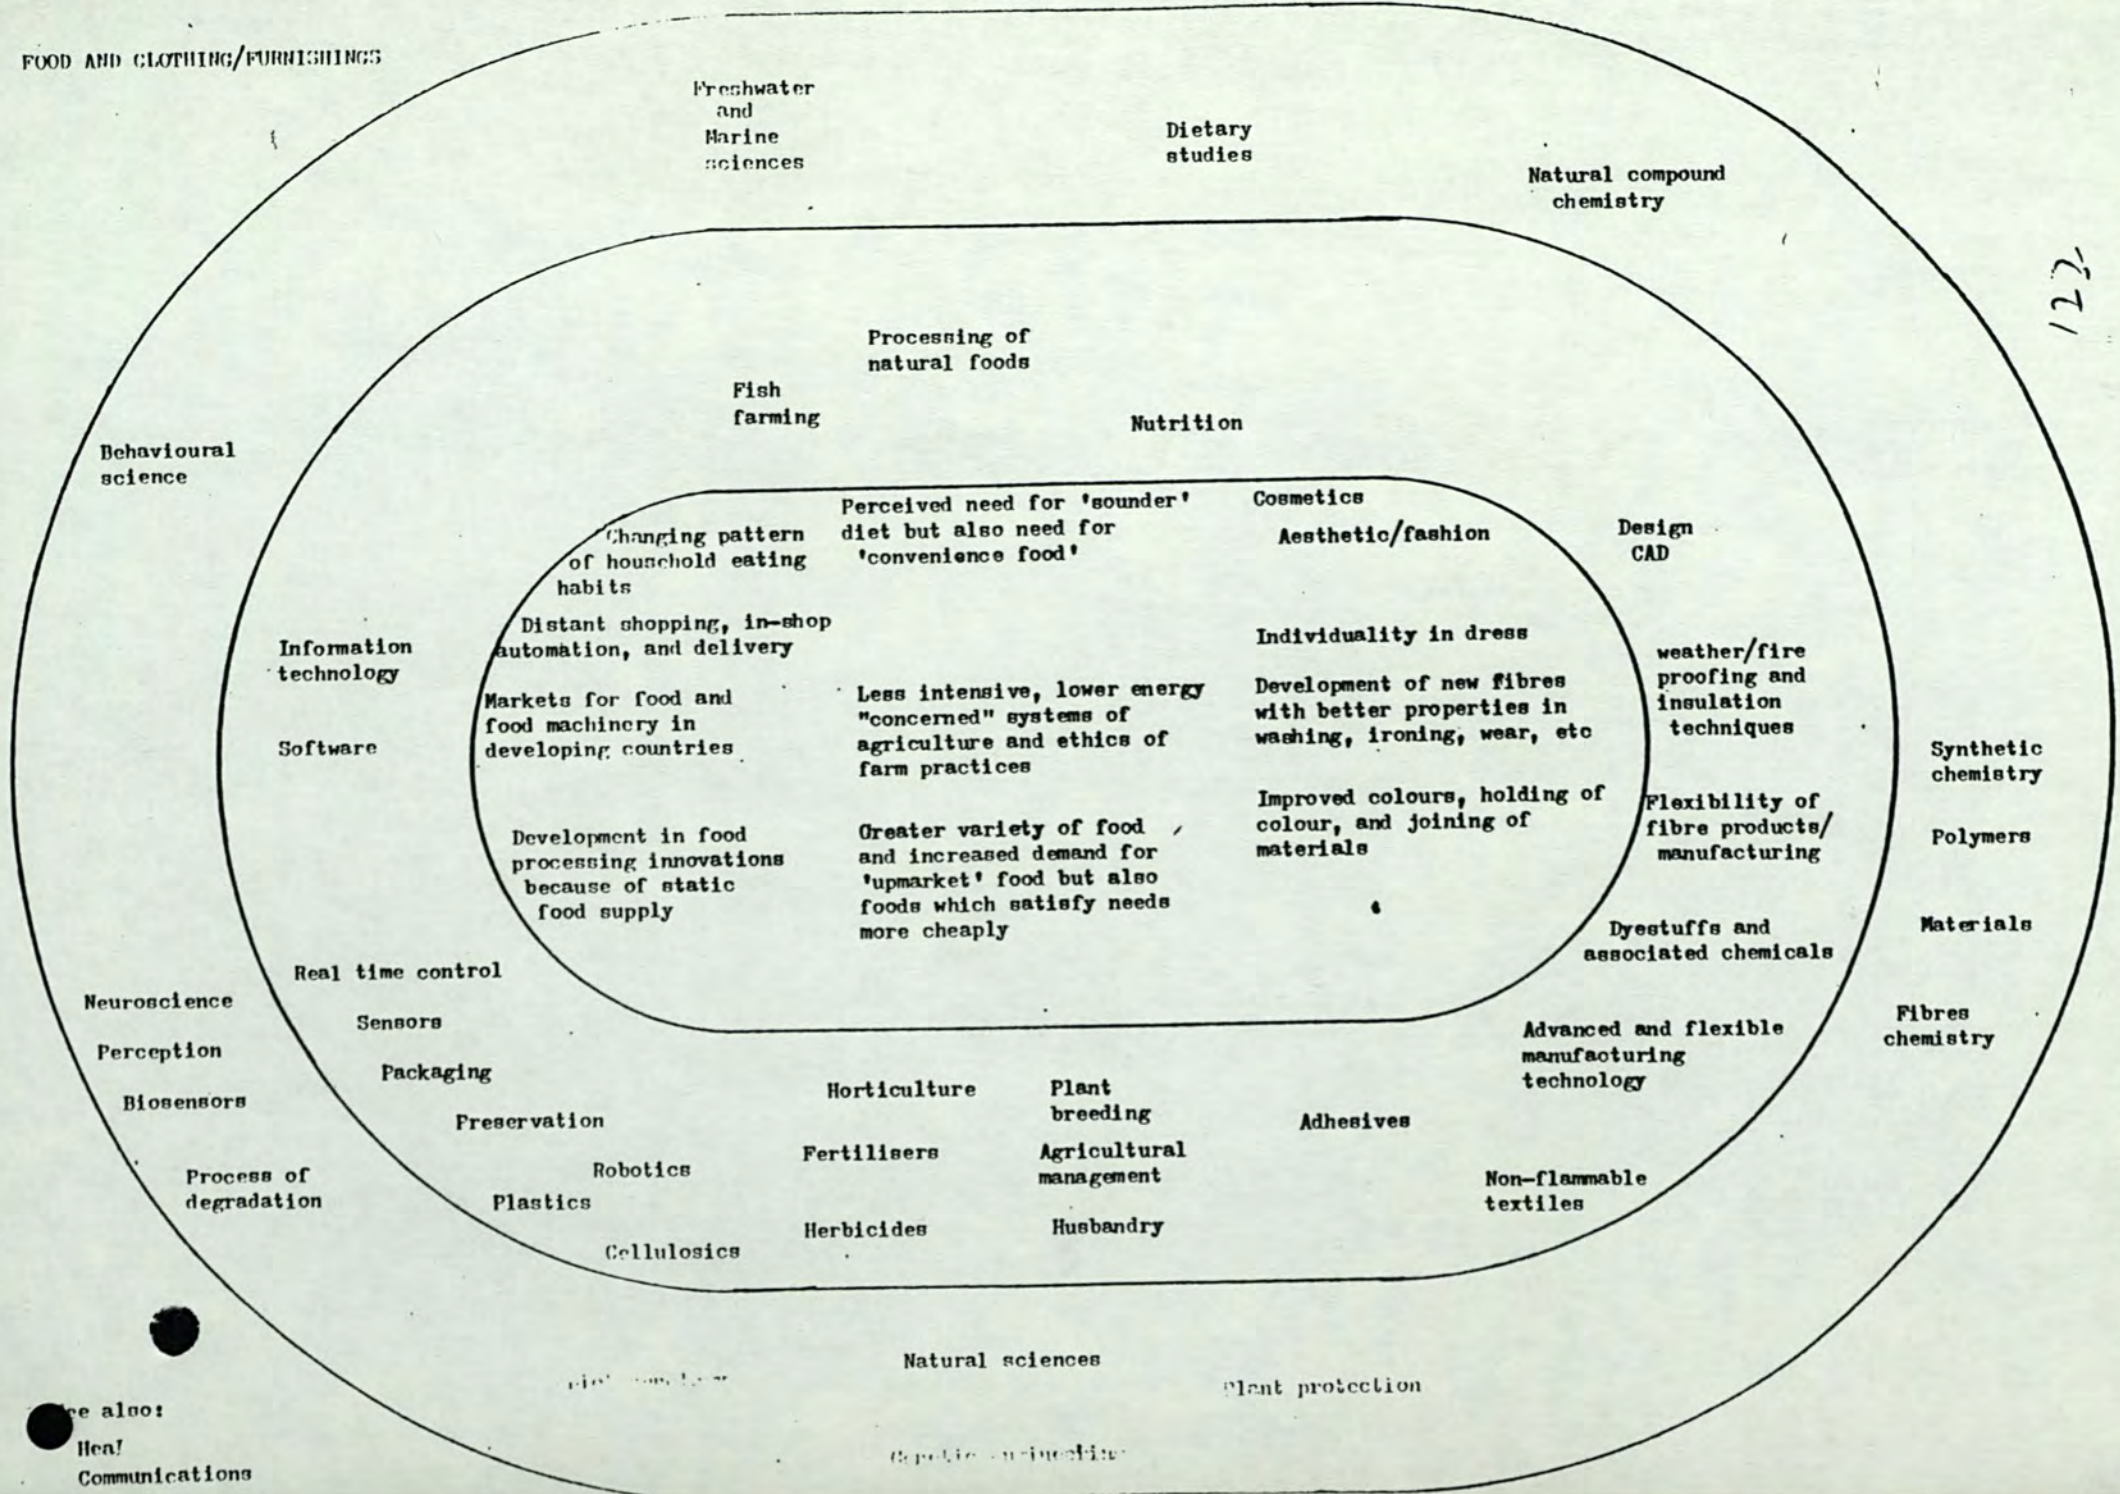 FOOD AND CLOTHING/FURNISHINGS
Freshwater
and
Marine
sciences
Dietary
studies
Natural compound
chemistry
122
Processing of
natural foods
Fish
farming
Nutrition
Behavioural
science
Changing pattern
of household eating
habits
Perceived need for 'sounder'
diet but also need for
'convenience food'
Cosmetics
Aesthetic/fashion
Design
CAD
Distant shopping, in-shop
automation, and delivery
Individuality in dress
Information
technology
weather/fire
proofing and
insulation
techniques
Markets for food and
food machinery in
developing countries
Less intensive, lower energy
"concerned" systems of
agriculture and ethics of
farm practices
Development of new fibres
with better properties in
washing, ironing, wear, etc
Software
Synthetic
chemistry
Improved colours, holding of
colour, and joining of
materials
Flexibility of
fibre products/
manufacturing
Polymers
Development in food
processing innovations
because of static
food supply
Greater variety of food
and increased demand for
'upmarket' food but also
foods which satisfy needs
more cheaply
Dyestuffs and
associated chemicals
Materials
Real time control
Neuroscience
Sensors
Fibres
chemistry
Advanced and flexible
manufacturing
technology
Perception
Packaging
Horticulture
Plant
breeding
Biosensors
Preservation
Adhesives
Fertilisers
Agricultural
management
Robotics
Process of
degradation
Plastics
Non-flammable
textiles
Herbicides
Husbandry
Cellulosics
Natural sciences
Plant protection
also:
Communications